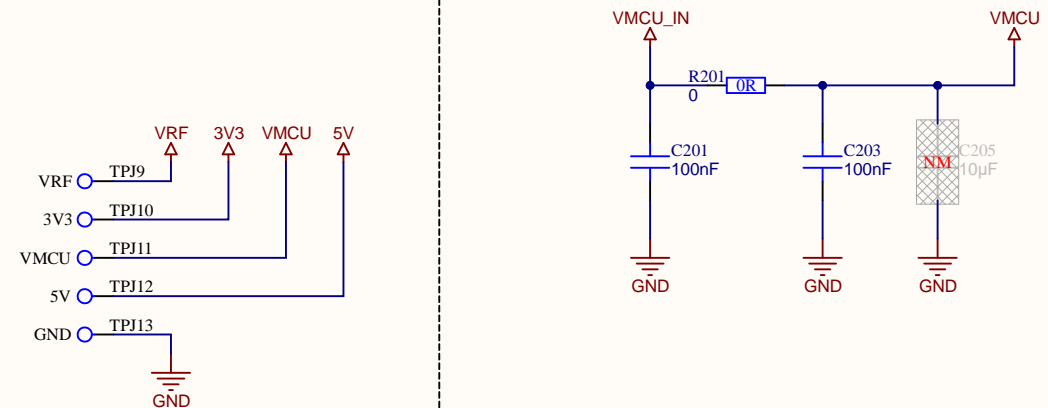 VRF 3V3 VMCU 5V
VRF TPJ9
3V3 TPJ10
VMCU TPJ11
5V TPJ12
GND TPJ13
GND
VMCU_IN VMCU
R201 0R
0
C201 C203 C205
100nF 100nF NM 10µF
GND GND GND